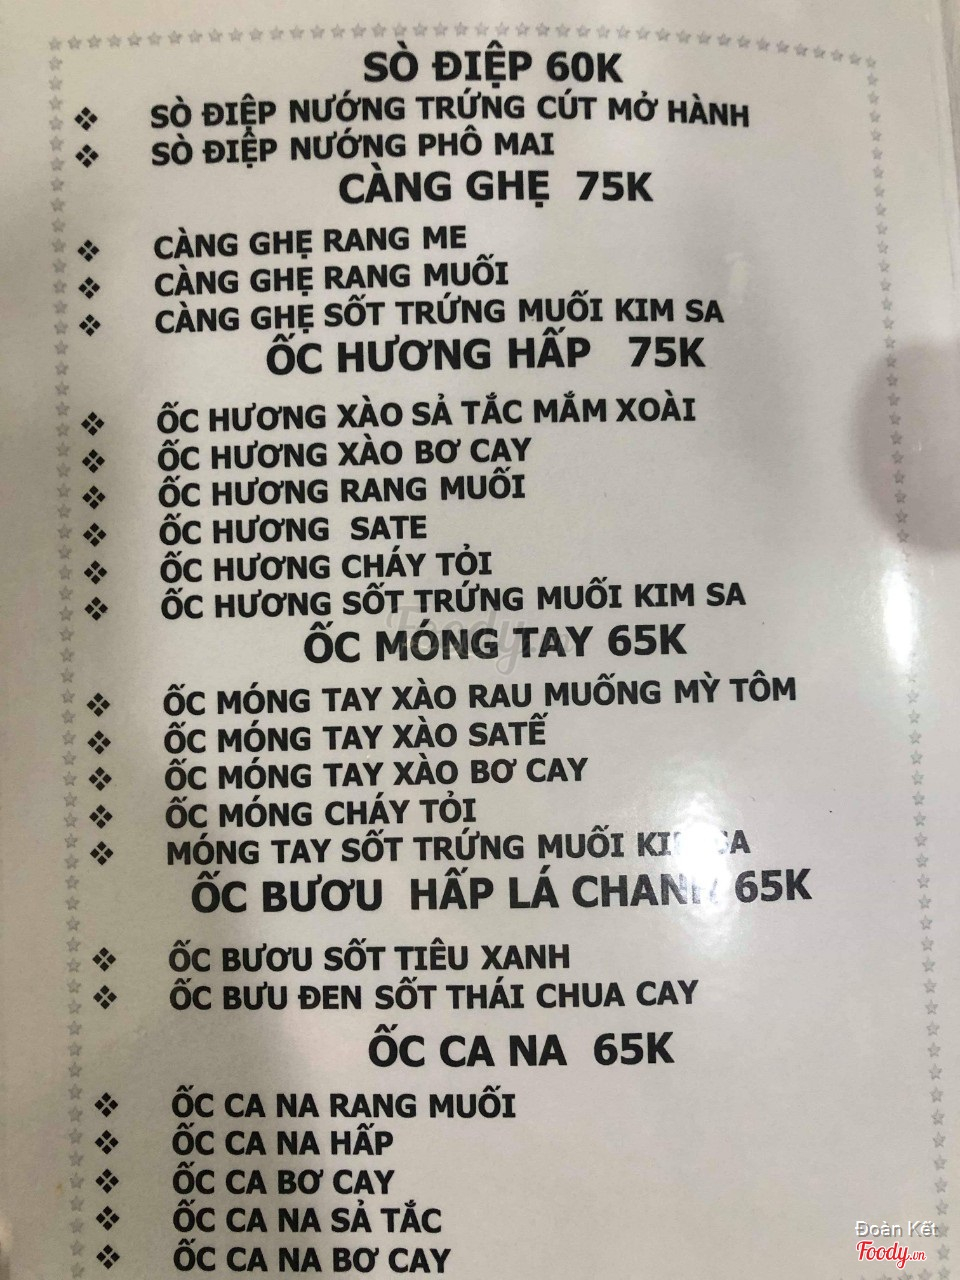 SÒ ĐIỆP 60K
❖ SÒ ĐIỆP NƯỚNG TRỨNG CÚT MỞ HÀNH
❖ SÒ ĐIỆP NƯỚNG PHÔ MAI
CÀNG GHẸ 75K
❖ CÀNG GHẸ RANG ME
❖ CÀNG GHẸ RANG MUỐI
❖ CÀNG GHẸ SỐT TRỨNG MUỐI KIM SA
ỐC HƯƠNG HẤP 75K
❖ ỐC HƯƠNG XÀO SẢ TẮC MẮM XOÀI
❖ ỐC HƯƠNG XÀO BƠ CAY
❖ ỐC HƯƠNG RANG MUỐI
❖ ỐC HƯƠNG SATE
❖ ỐC HƯƠNG CHÁY TỎI
❖ ỐC HƯƠNG SỐT TRỨNG MUỐI KIM SA
Foody.vn
ỐC MÓNG TAY 65K
❖ ỐC MÓNG TAY XÀO RAU MUỐNG MỲ TÔM
❖ ỐC MÓNG TAY XÀO SATẾ
❖ ỐC MÓNG TAY XÀO BƠ CAY
❖ ỐC MÓNG CHÁY TỎI
❖ MÓNG TAY SỐT TRỨNG MUỐI KIM SA
ỐC BƯƠU HẤP LÁ CHANH 65K
❖ ỐC BƯƠU SỐT TIÊU XANH
❖ ỐC BƯU ĐEN SỐT THÁI CHUA CAY
ỐC CA NA 65K
❖ ỐC CA NA RANG MUỐI
❖ ỐC CA NA HẤP
❖ ỐC CA BƠ CAY
❖ ỐC CA NA SẢ TẮC
❖ ỐC CA NA BƠ CAY
Đoàn Kết
Foody.vn